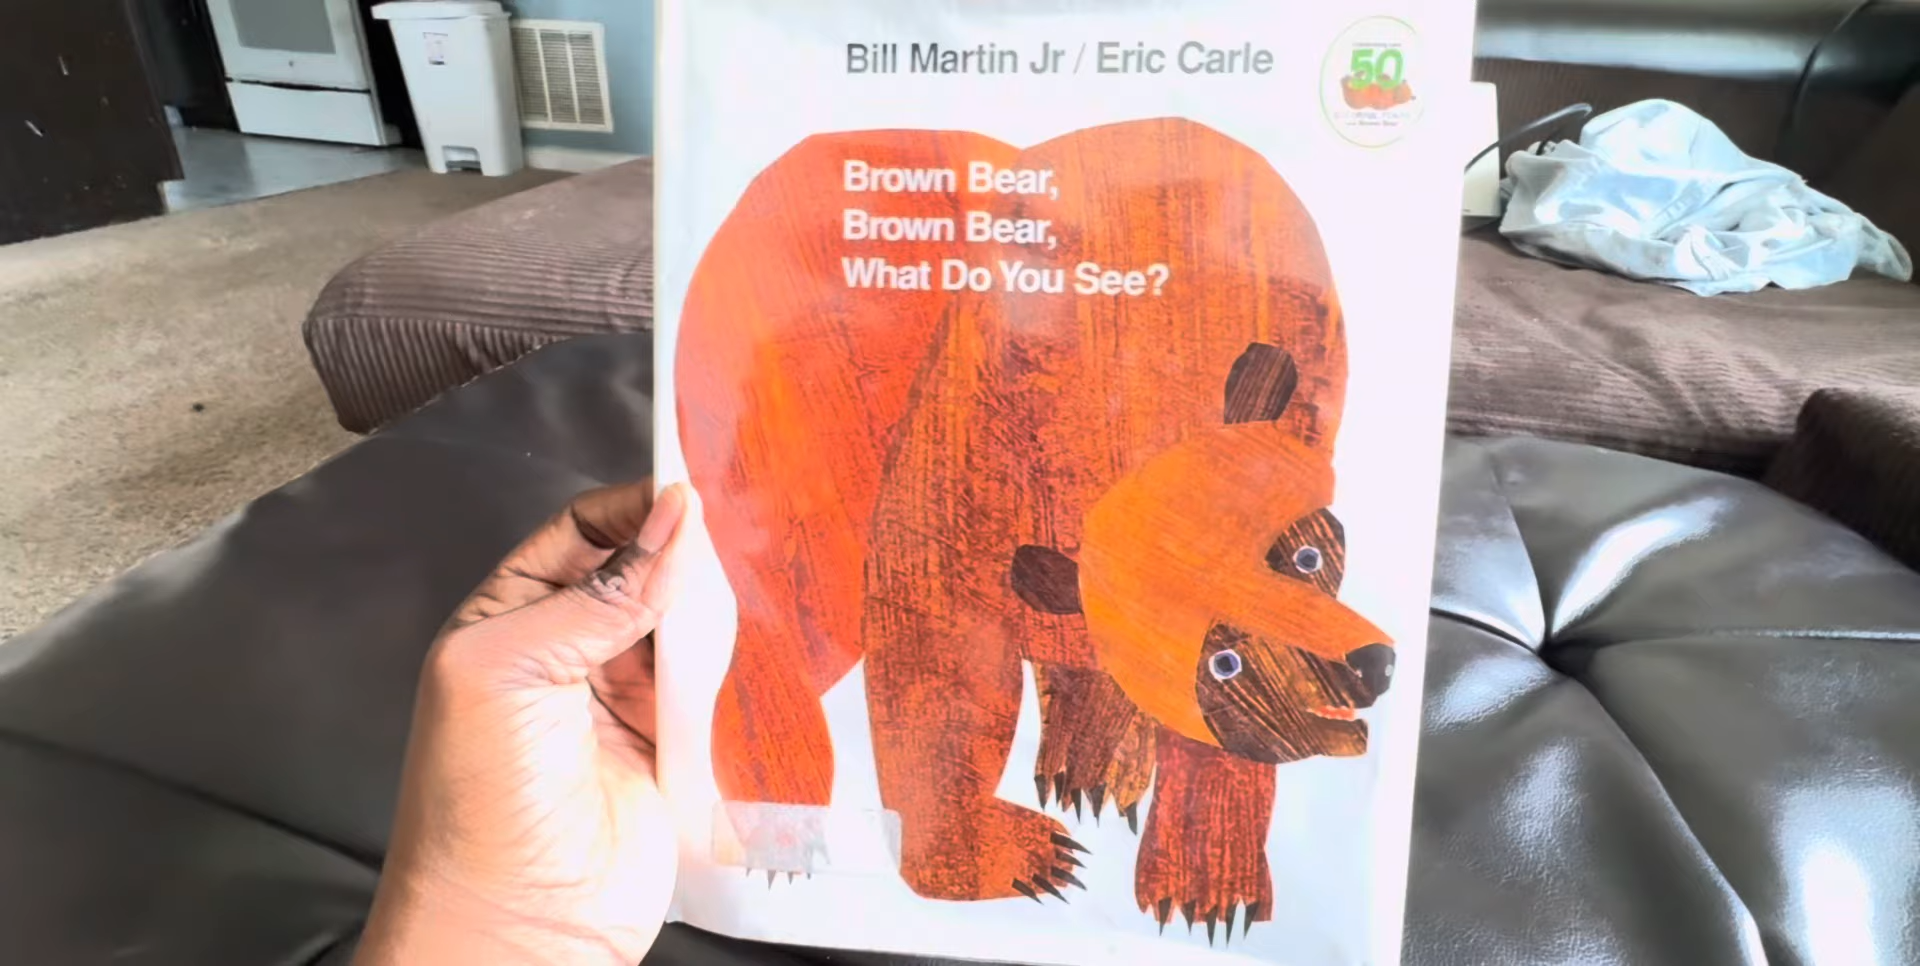 Bill Martin Jr / Eric Carle
50
Brown Bear,
Brown Bear,
What Do You See?